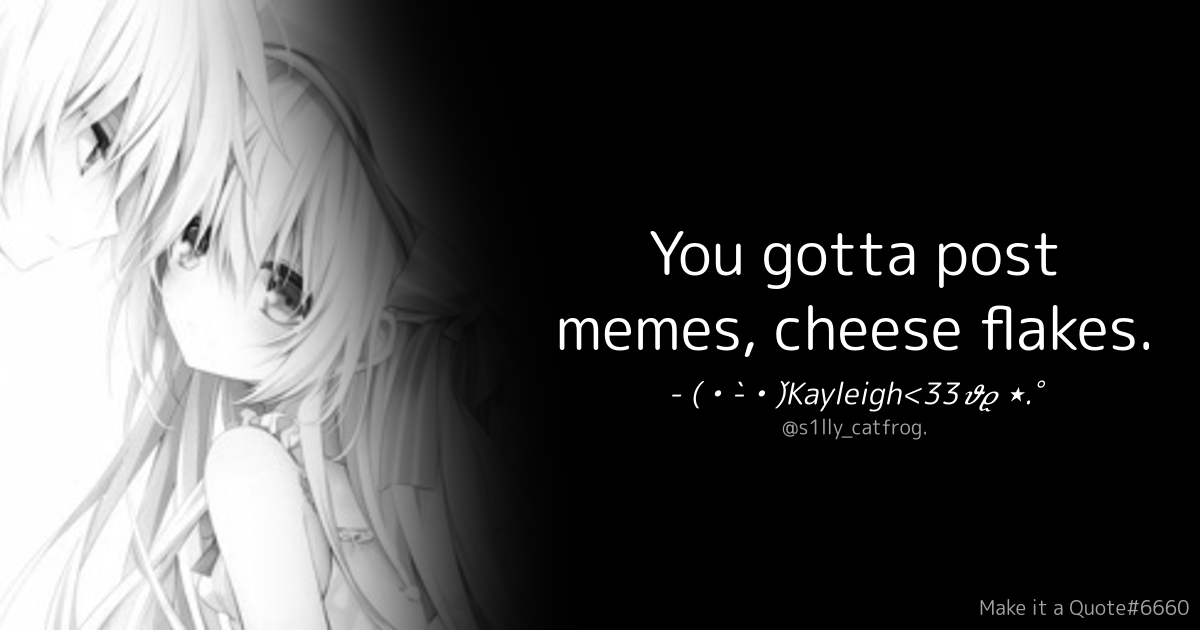 You gotta post
memes, cheese flakes.
- ( • ̀-́ • )Kayleigh<33 𝝑𝝔 ⋆.˚
@s1lly_catfrog.
Make it a Quote#6660